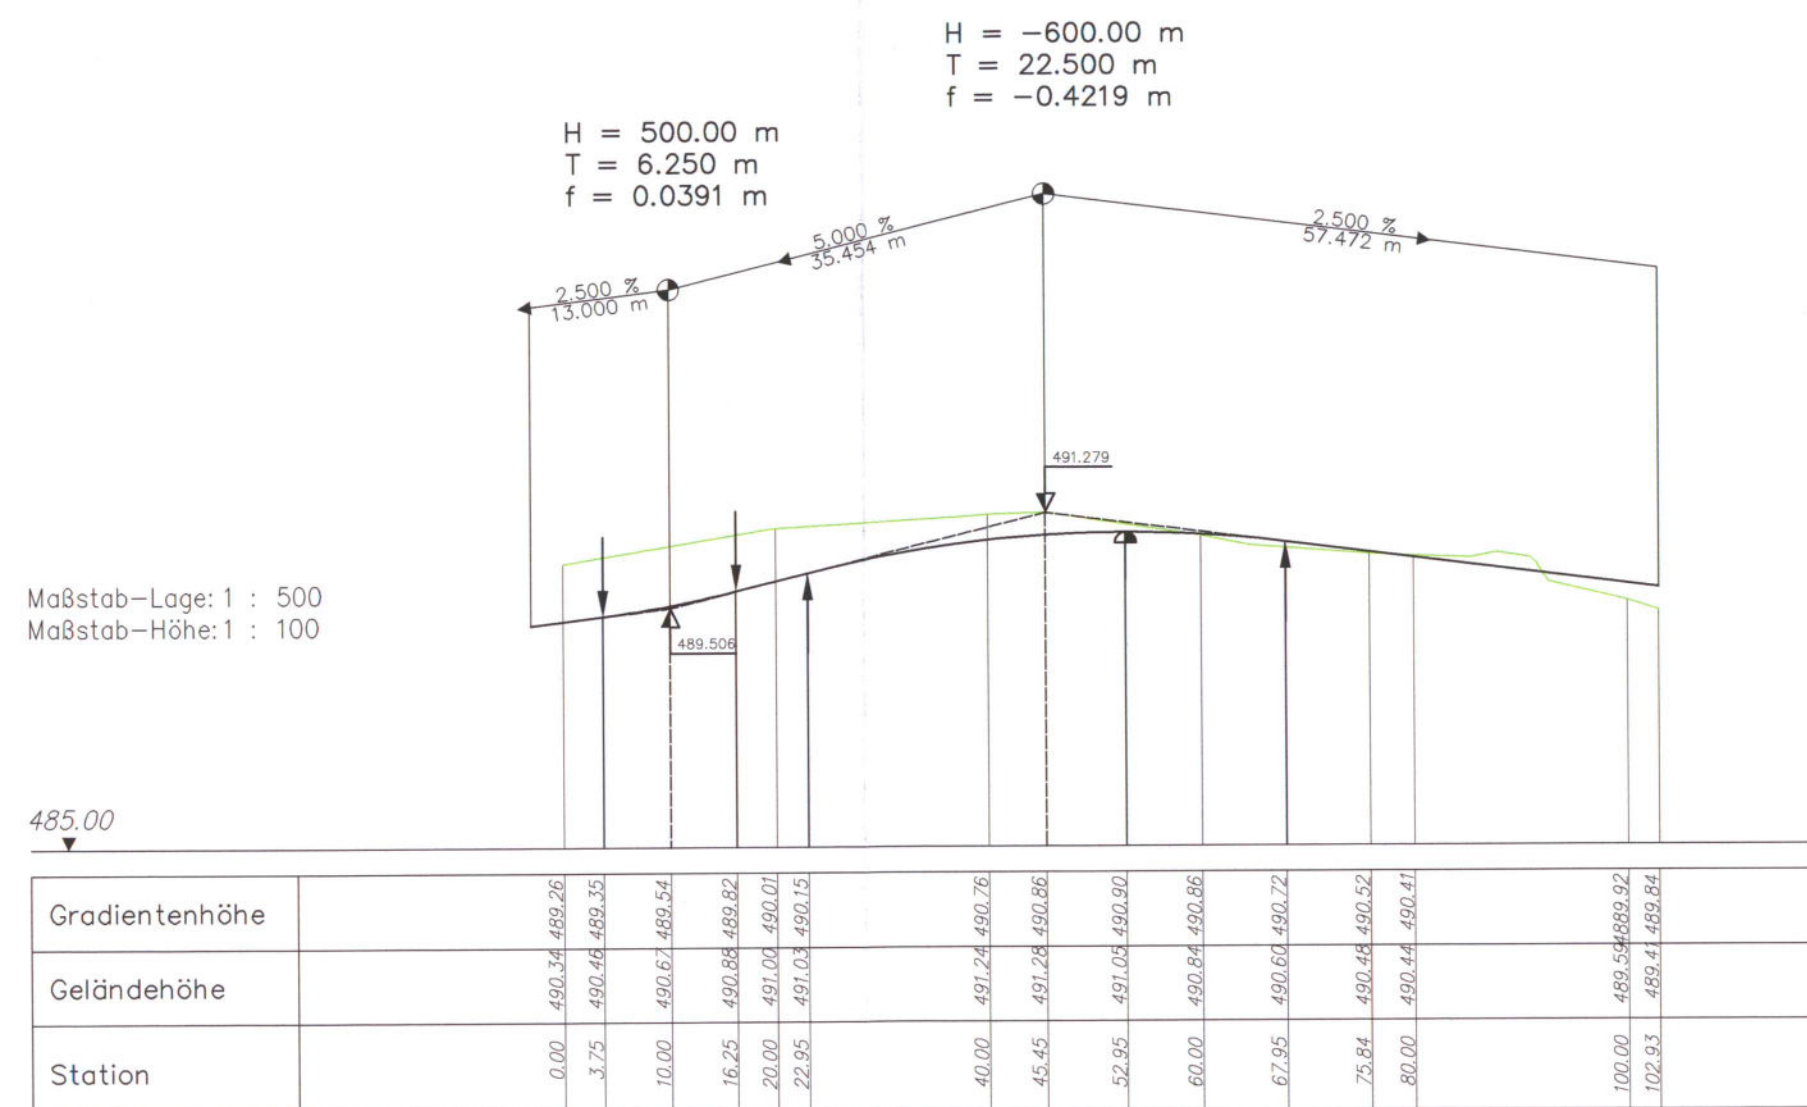 H = −600.00 m
T = 22.500 m
f = −0.4219 m
H = 500.00 m
T = 6.250 m
f = 0.0391 m
2.500 %
13.000 m
5.000 %
35.454 m
2.500 %
57.472 m
491.279
489.506
Maßstab−Lage: 1 : 500
Maßstab−Höhe: 1 : 100
485.00
Gradientenhöhe 489.26 489.35 489.54 489.82 490.01 490.15 490.76 490.86 490.90 490.86 490.72 490.52 490.41 489.92 489.84
Geländehöhe 490.34 490.46 490.67 490.88 491.00 491.03 491.24 491.28 491.05 490.84 490.60 490.48 490.44 489.594 489.41
Station 0.00 3.75 10.00 16.25 20.00 22.95 40.00 45.45 52.95 60.00 67.95 75.84 80.00 100.00 102.93